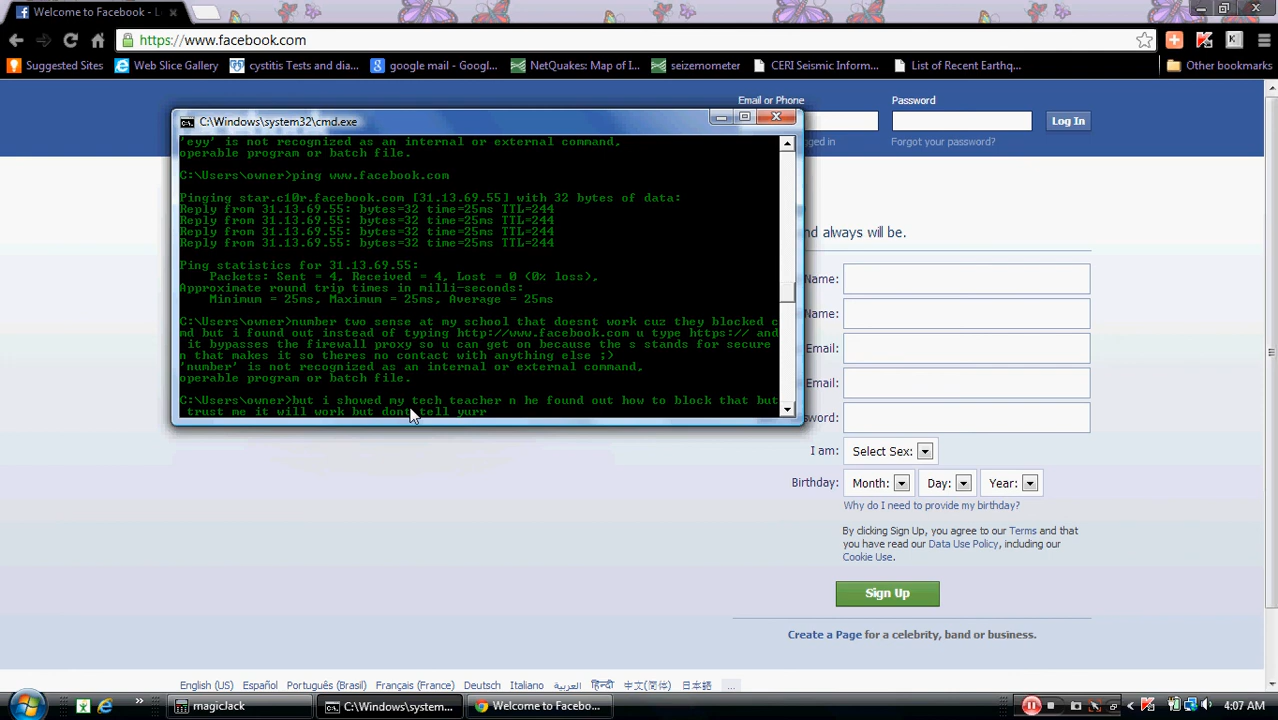 Welcome to Facebook - L
https://www.facebook.com
Suggested Sites Web Slice Gallery cystitis Tests and dia... google mail - Googl... NetQuakes: Map of I... seizemometer CERI Seismic Inform... List of Recent Earthq... Other bookmarks
Email or Phone Password
Log In
gged in Forgot your password?
C:\Windows\system32\cmd.exe
'eyy' is not recognized as an internal or external command,
operable program or batch file.
C:\Users\owner>ping www.facebook.com
Pinging star.c10r.facebook.com [31.13.69.55] with 32 bytes of data:
Reply from 31.13.69.55: bytes=32 time=25ms TTL=244
Reply from 31.13.69.55: bytes=32 time=25ms TTL=244
Reply from 31.13.69.55: bytes=32 time=25ms TTL=244
Reply from 31.13.69.55: bytes=32 time=25ms TTL=244
Ping statistics for 31.13.69.55:
Packets: Sent = 4, Received = 4, Lost = 0 (0% loss),
Approximate round trip times in milli-seconds:
Minimum = 25ms, Maximum = 25ms, Average = 25ms
C:\Users\owner>number two sense at my school that doesnt work cuz they blocked c
md but i found out instead of typing http://www.facebook.com u type https:// and
it bypasses the firewall proxy so u can get on because the s stands for secure
n that makes it so theres no contact with anything else ;)
'number' is not recognized as an internal or external command,
operable program or batch file.
C:\Users\owner>but i showed my tech teacher n he found out how to block that but
trust me it will work but dont tell yurr
nd always will be.
Name:
Name:
Email:
Email:
sword:
I am: Select Sex:
Birthday: Month: Day: Year:
Why do I need to provide my birthday?
By clicking Sign Up, you agree to our Terms and that
you have read our Data Use Policy, including our
Cookie Use.
Sign Up
Create a Page for a celebrity, band or business.
English (US) Español Português (Brasil) Français (France) Deutsch Italiano العربية हिन्दी 中文(简体) 日本語 ...
magicJack C:\Windows\system... Welcome to Facebo... 4:07 AM